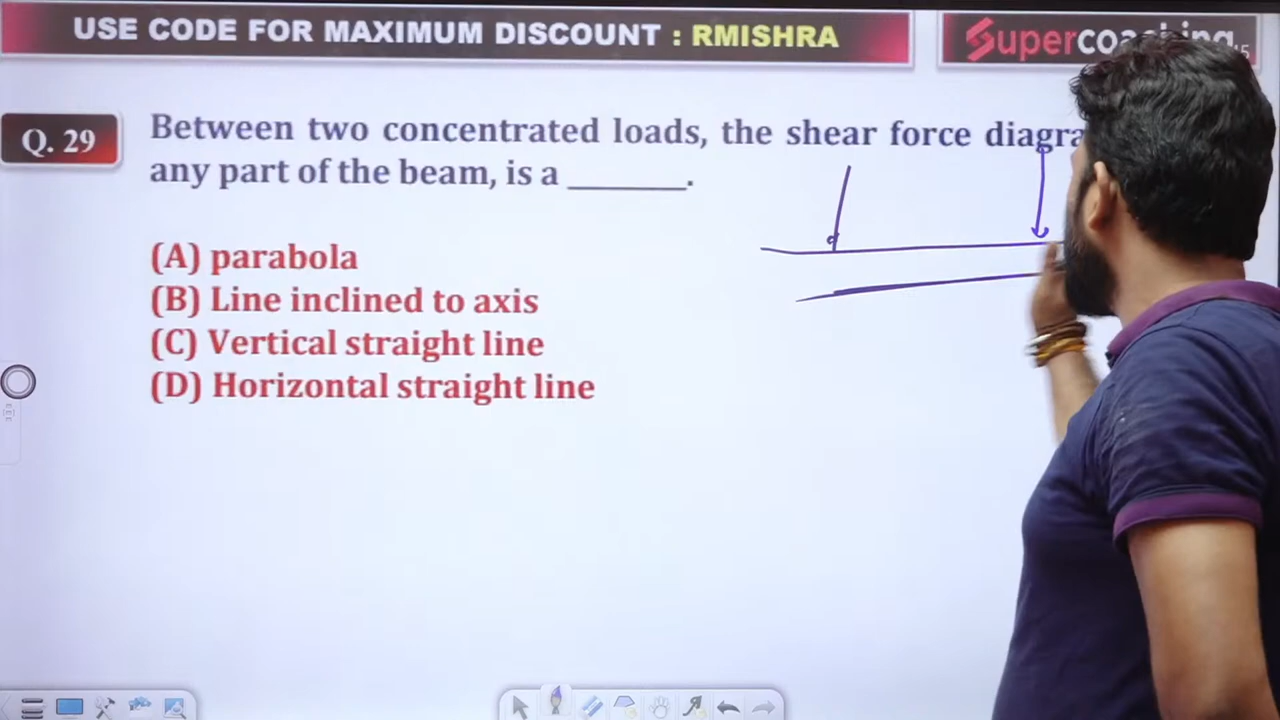 USE CODE FOR MAXIMUM DISCOUNT : RMISHRA
Supercoaching
Q. 29
Between two concentrated loads, the shear force
any part of the beam, is a ________.
(A) parabola
(B) Line inclined to axis
(C) Vertical straight line
(D) Horizontal straight line